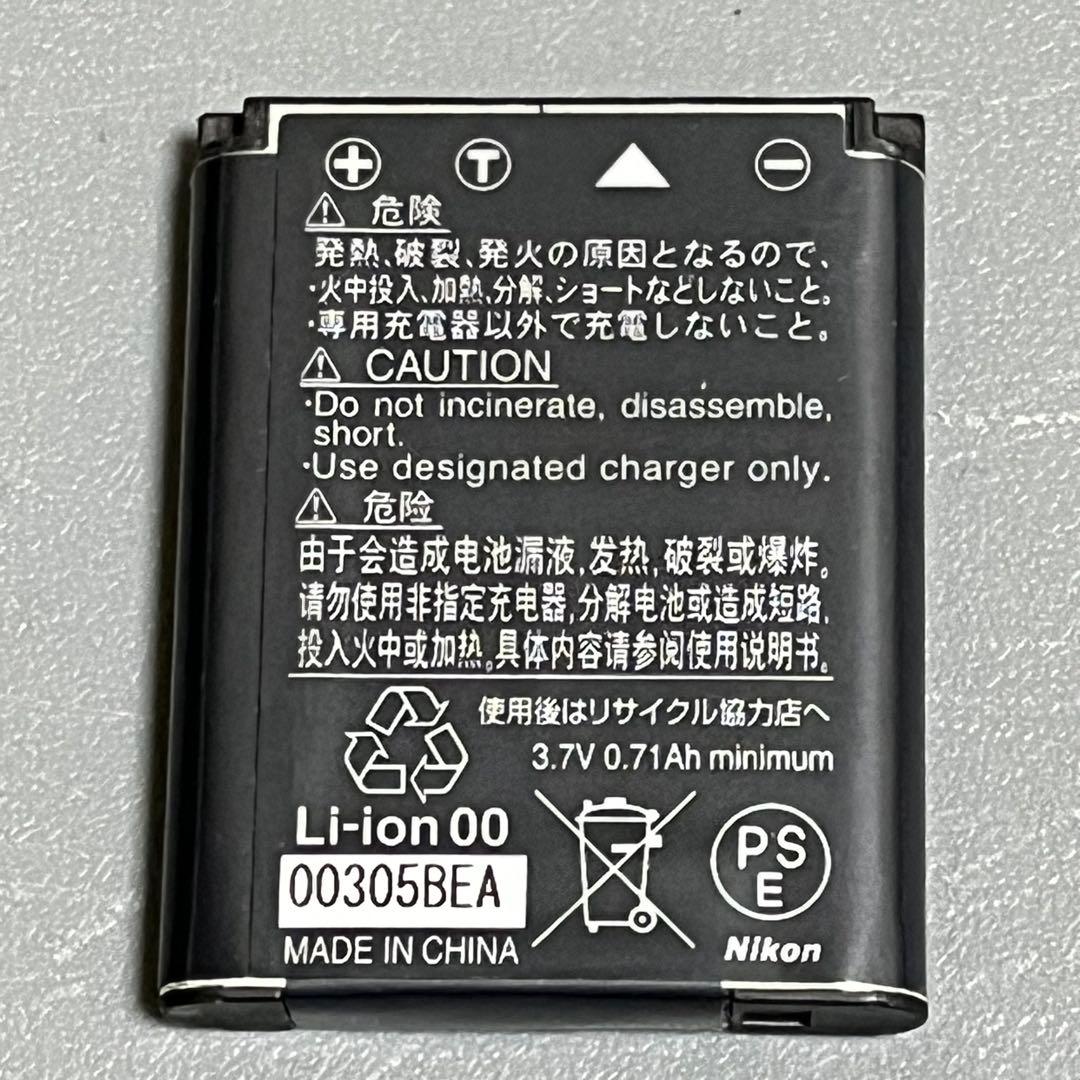 + T −
危険
発熱、破裂、発火の原因となるので、
・火中投入、加熱、分解、ショートなどしないこと。
・専用充電器以外で充電しないこと。
CAUTION
・Do not incinerate, disassemble,
short.
・Use designated charger only.
危险
由于会造成电池漏液,发热,破裂或爆炸。
请勿使用非指定充电器,分解电池或造成短路,
投入火中或加热。具体内容请参阅使用说明书。
使用後はリサイクル協力店へ
3.7V 0.71Ah minimum
Li-ion 00
00305BEA
MADE IN CHINA
PSE
Nikon